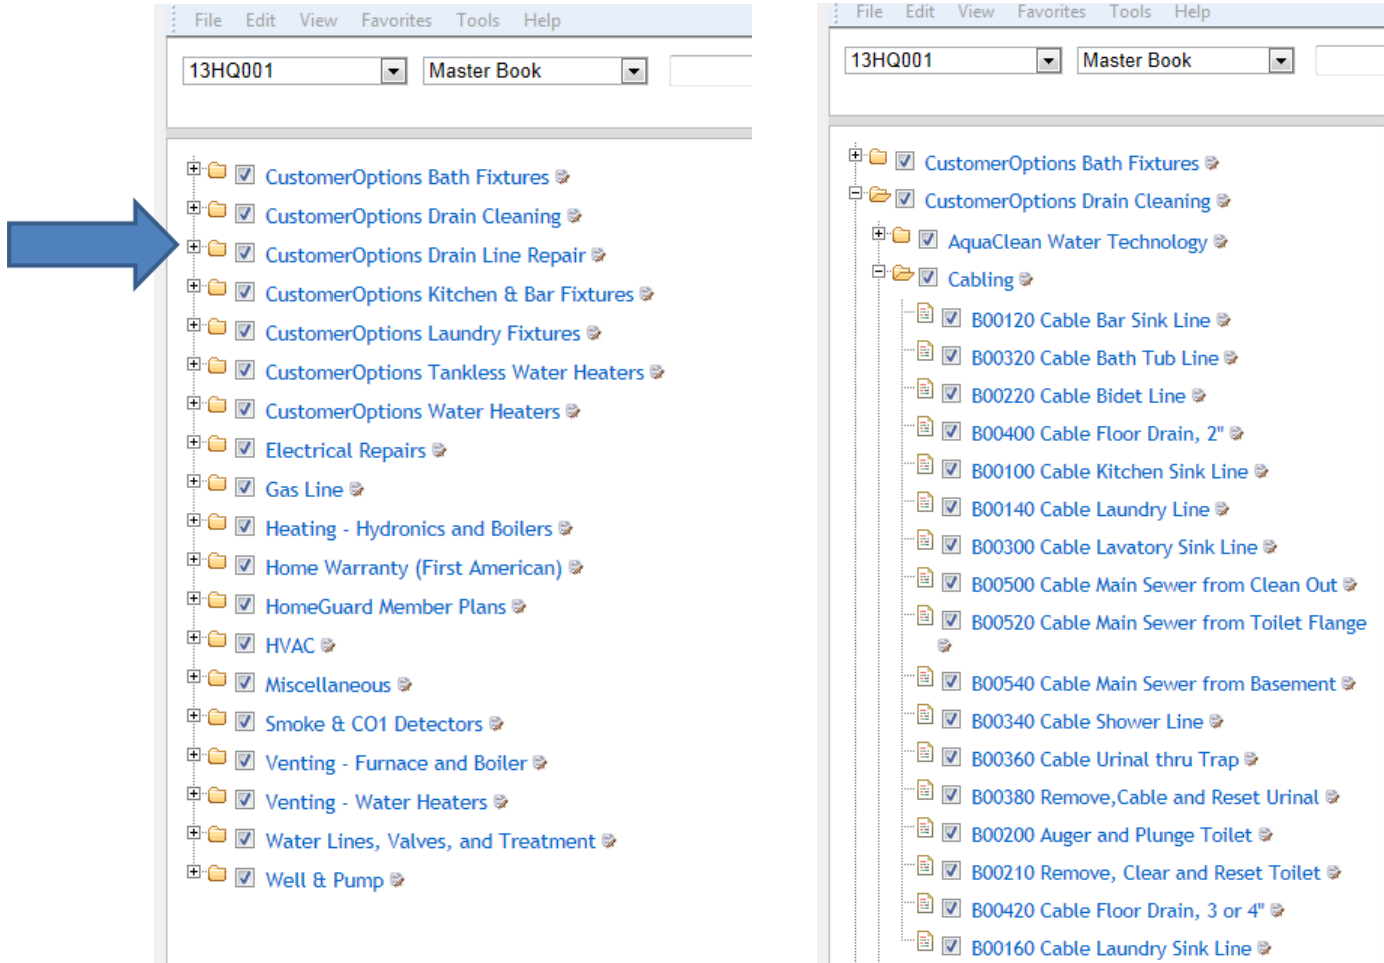 File Edit View Favorites Tools Help
13HQ001 Master Book
CustomerOptions Bath Fixtures
CustomerOptions Drain Cleaning
CustomerOptions Drain Line Repair
CustomerOptions Kitchen & Bar Fixtures
CustomerOptions Laundry Fixtures
CustomerOptions Tankless Water Heaters
CustomerOptions Water Heaters
Electrical Repairs
Gas Line
Heating - Hydronics and Boilers
Home Warranty (First American)
HomeGuard Member Plans
HVAC
Miscellaneous
Smoke & CO1 Detectors
Venting - Furnace and Boiler
Venting - Water Heaters
Water Lines, Valves, and Treatment
Well & Pump
File Edit View Favorites Tools Help
13HQ001 Master Book
CustomerOptions Bath Fixtures
CustomerOptions Drain Cleaning
AquaClean Water Technology
Cabling
B00120 Cable Bar Sink Line
B00320 Cable Bath Tub Line
B00220 Cable Bidet Line
B00400 Cable Floor Drain, 2"
B00100 Cable Kitchen Sink Line
B00140 Cable Laundry Line
B00300 Cable Lavatory Sink Line
B00500 Cable Main Sewer from Clean Out
B00520 Cable Main Sewer from Toilet Flange
B00540 Cable Main Sewer from Basement
B00340 Cable Shower Line
B00360 Cable Urinal thru Trap
B00380 Remove,Cable and Reset Urinal
B00200 Auger and Plunge Toilet
B00210 Remove, Clear and Reset Toilet
B00420 Cable Floor Drain, 3 or 4"
B00160 Cable Laundry Sink Line